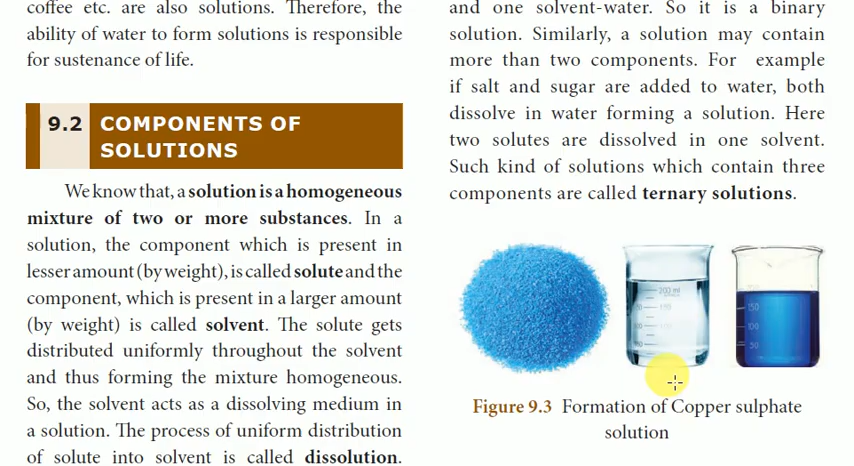 coffee etc. are also solutions. Therefore, the
ability of water to form solutions is responsible
for sustenance of life.
9.2 COMPONENTS OF
SOLUTIONS
We know that, a solution is a homogeneous
mixture of two or more substances. In a
solution, the component which is present in
lesser amount (by weight), is called solute and the
component, which is present in a larger amount
(by weight) is called solvent. The solute gets
distributed uniformly throughout the solvent
and thus forming the mixture homogeneous.
So, the solvent acts as a dissolving medium in
a solution. The process of uniform distribution
of solute into solvent is called dissolution.
and one solvent-water. So it is a binary
solution. Similarly, a solution may contain
more than two components. For example
if salt and sugar are added to water, both
dissolve in water forming a solution. Here
two solutes are dissolved in one solvent.
Such kind of solutions which contain three
components are called ternary solutions.
200 ml
150
100
50
Figure 9.3 Formation of Copper sulphate
solution